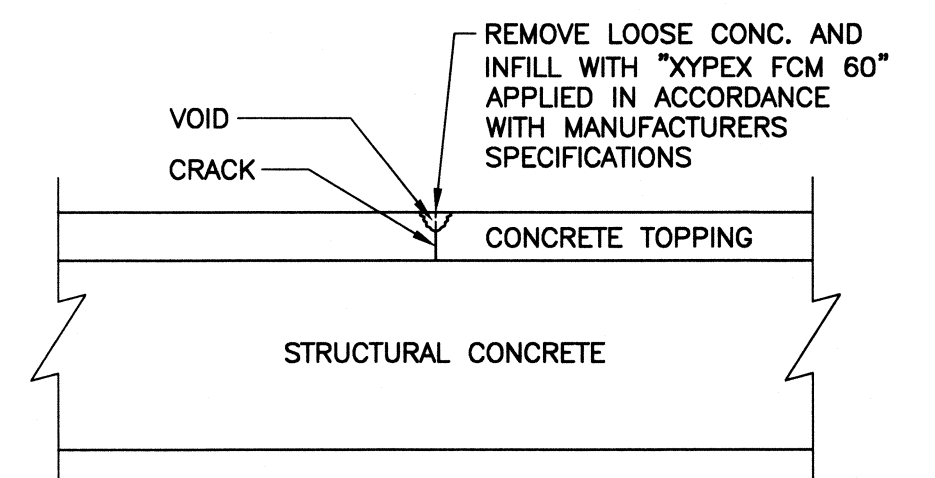 REMOVE LOOSE CONC. AND
INFILL WITH "XYPEX FCM 60"
APPLIED IN ACCORDANCE
WITH MANUFACTURERS
SPECIFICATIONS
VOID
CRACK
CONCRETE TOPPING
STRUCTURAL CONCRETE